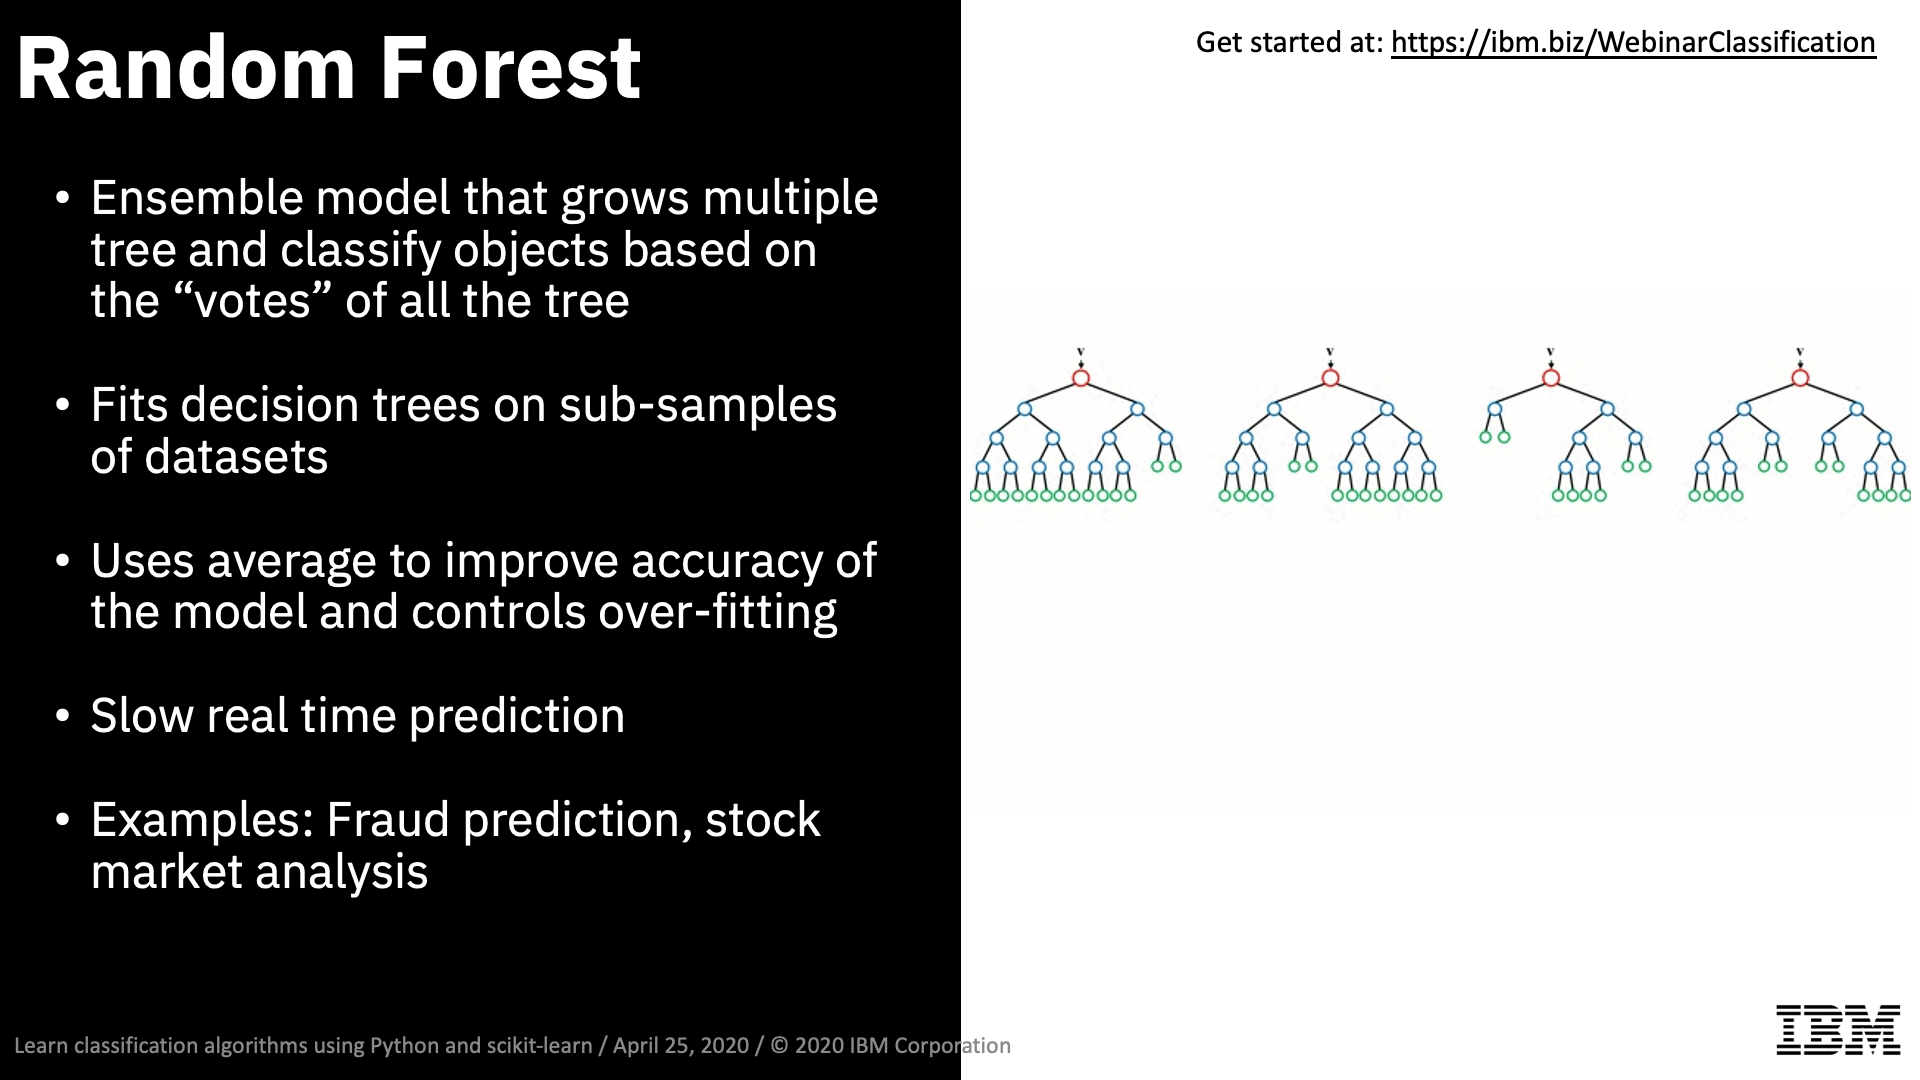 Random Forest
Get started at: https://ibm.biz/WebinarClassification
• Ensemble model that grows multiple
tree and classify objects based on
the “votes” of all the tree
• Fits decision trees on sub-samples
of datasets
• Uses average to improve accuracy of
the model and controls over-fitting
• Slow real time prediction
• Examples: Fraud prediction, stock
market analysis
v v v v
Learn classification algorithms using Python and scikit-learn / April 25, 2020 / © 2020 IBM Corporation
IBM